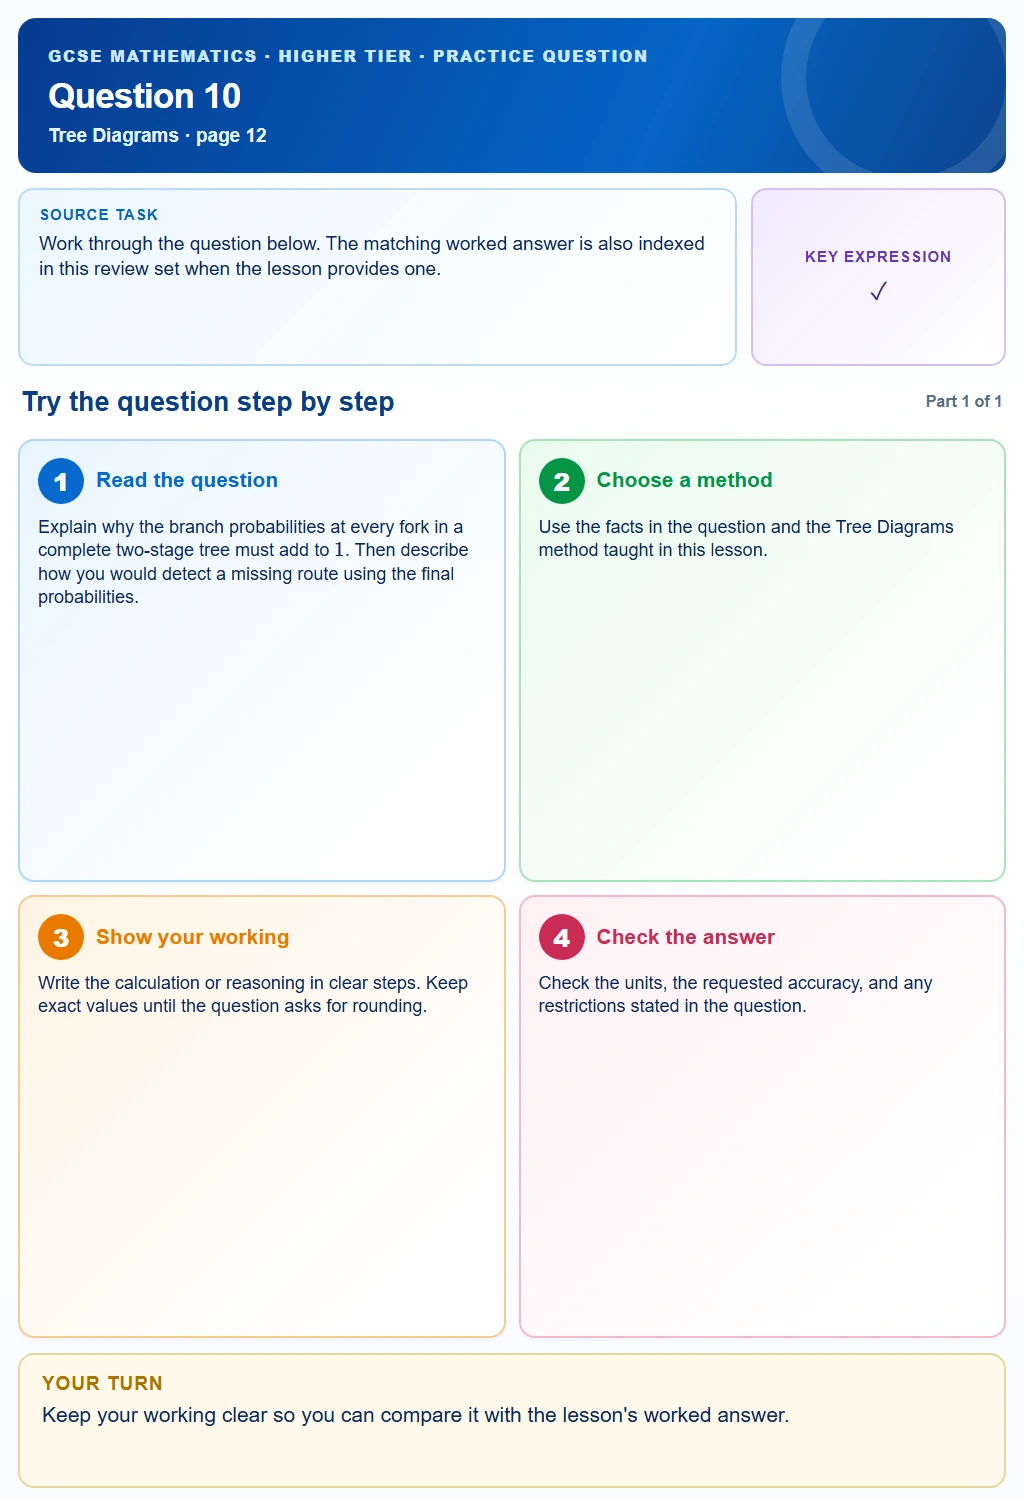 GCSE MATHEMATICS · HIGHER TIER · PRACTICE QUESTION
Question 10
Tree Diagrams · page 12
SOURCE TASK
Work through the question below. The matching worked answer is also indexed
in this review set when the lesson provides one.
KEY EXPRESSION
✓
Try the question step by step
Part 1 of 1
1 Read the question
Explain why the branch probabilities at every fork in a
complete two-stage tree must add to 1. Then describe
how you would detect a missing route using the final
probabilities.
2 Choose a method
Use the facts in the question and the Tree Diagrams
method taught in this lesson.
3 Show your working
Write the calculation or reasoning in clear steps. Keep
exact values until the question asks for rounding.
4 Check the answer
Check the units, the requested accuracy, and any
restrictions stated in the question.
YOUR TURN
Keep your working clear so you can compare it with the lesson's worked answer.